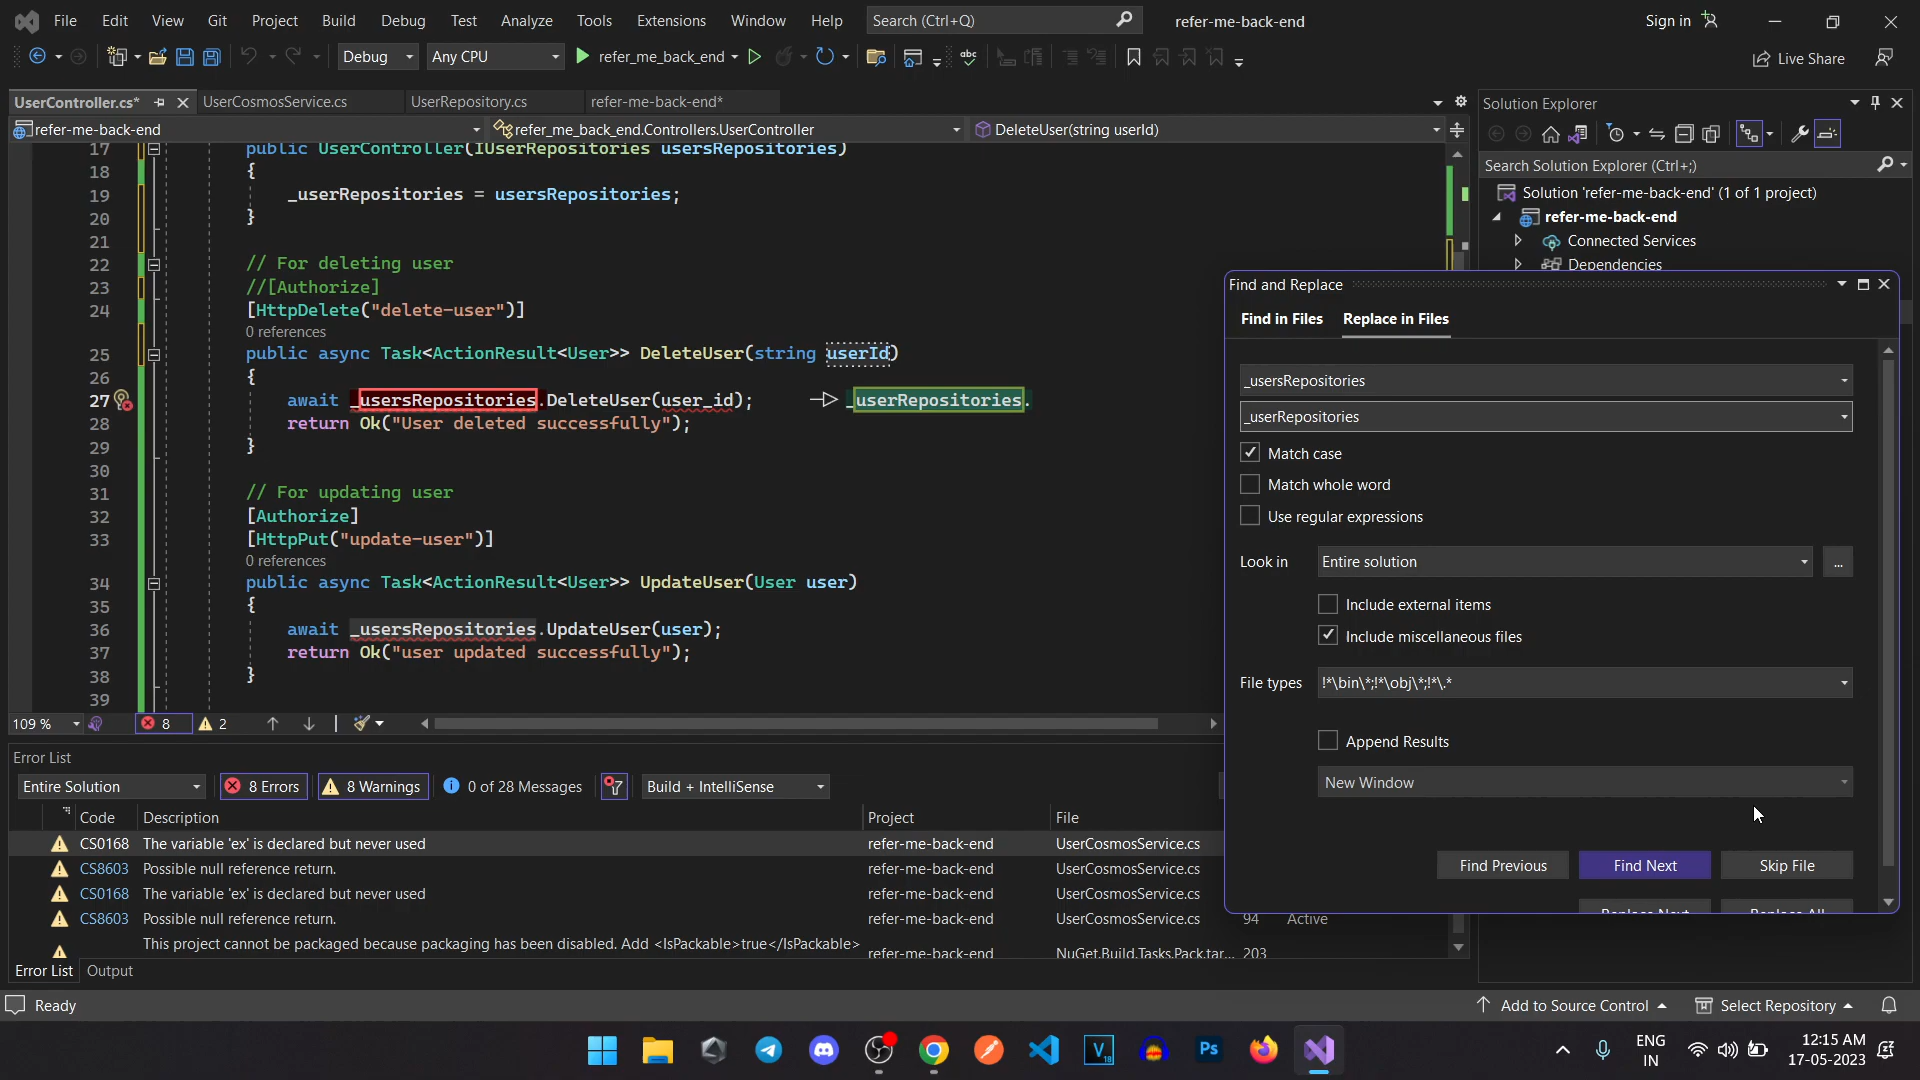 File Edit View Git Project Build Debug Test Analyze Tools Extensions Window Help Search (Ctrl+Q) refer-me-back-end Sign in
Debug Any CPU refer_me_back_end Live Share
UserController.cs* UserCosmosService.cs UserRepository.cs refer-me-back-end*
refer-me-back-end refer_me_back_end.Controllers.UserController DeleteUser(string userId)
17 public UserController(IUserRepositories usersRepositories)
18 {
19 _userRepositories = usersRepositories;
20 }
21
22 // For deleting user
23 //[Authorize]
24 [HttpDelete("delete-user")]
0 references
25 public async Task<ActionResult<User>> DeleteUser(string userId)
26 {
27 await _usersRepositories.DeleteUser(user_id); _userRepositories.
28 return Ok("User deleted successfully");
29 }
30
31 // For updating user
32 [Authorize]
33 [HttpPut("update-user")]
0 references
34 public async Task<ActionResult<User>> UpdateUser(User user)
35 {
36 await _usersRepositories.UpdateUser(user);
37 return Ok("user updated successfully");
38 }
39
109 % 8 2
Solution Explorer
Search Solution Explorer (Ctrl+;)
Solution 'refer-me-back-end' (1 of 1 project)
refer-me-back-end
Connected Services
Dependencies
Find and Replace
Find in Files Replace in Files
_usersRepositories
_userRepositories
Match case
Match whole word
Use regular expressions
Look in Entire solution ...
Include external items
Include miscellaneous files
File types !*\bin\*;!*\obj\*;!*\.*
Append Results
New Window
Find Previous Find Next Skip File
Replace Next Replace All
Error List
Entire Solution 8 Errors 8 Warnings 0 of 28 Messages Build + IntelliSense
Code Description Project File
CS0168 The variable 'ex' is declared but never used refer-me-back-end UserCosmosService.cs
CS8603 Possible null reference return. refer-me-back-end UserCosmosService.cs
CS0168 The variable 'ex' is declared but never used refer-me-back-end UserCosmosService.cs
CS8603 Possible null reference return. refer-me-back-end UserCosmosService.cs 94 Active
This project cannot be packaged because packaging has been disabled. Add <IsPackable>true</IsPackable> refer-me-back-end NuGet.Build.Tasks.Pack.tar... 203
Error List Output
Ready Add to Source Control Select Repository
ENG
IN
12:15 AM
17-05-2023